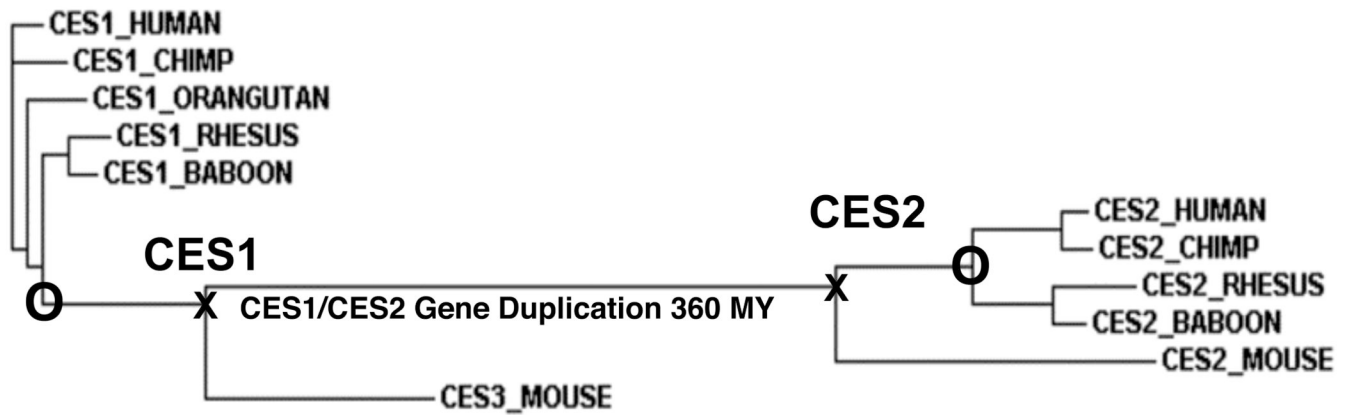 CES1_HUMAN
CES1_CHIMP
CES1_ORANGUTAN
CES1_RHESUS
CES1_BABOON
CES1
O
X
CES1/CES2 Gene Duplication 360 MY
CES3_MOUSE
CES2
X
O
CES2_HUMAN
CES2_CHIMP
CES2_RHESUS
CES2_BABOON
CES2_MOUSE